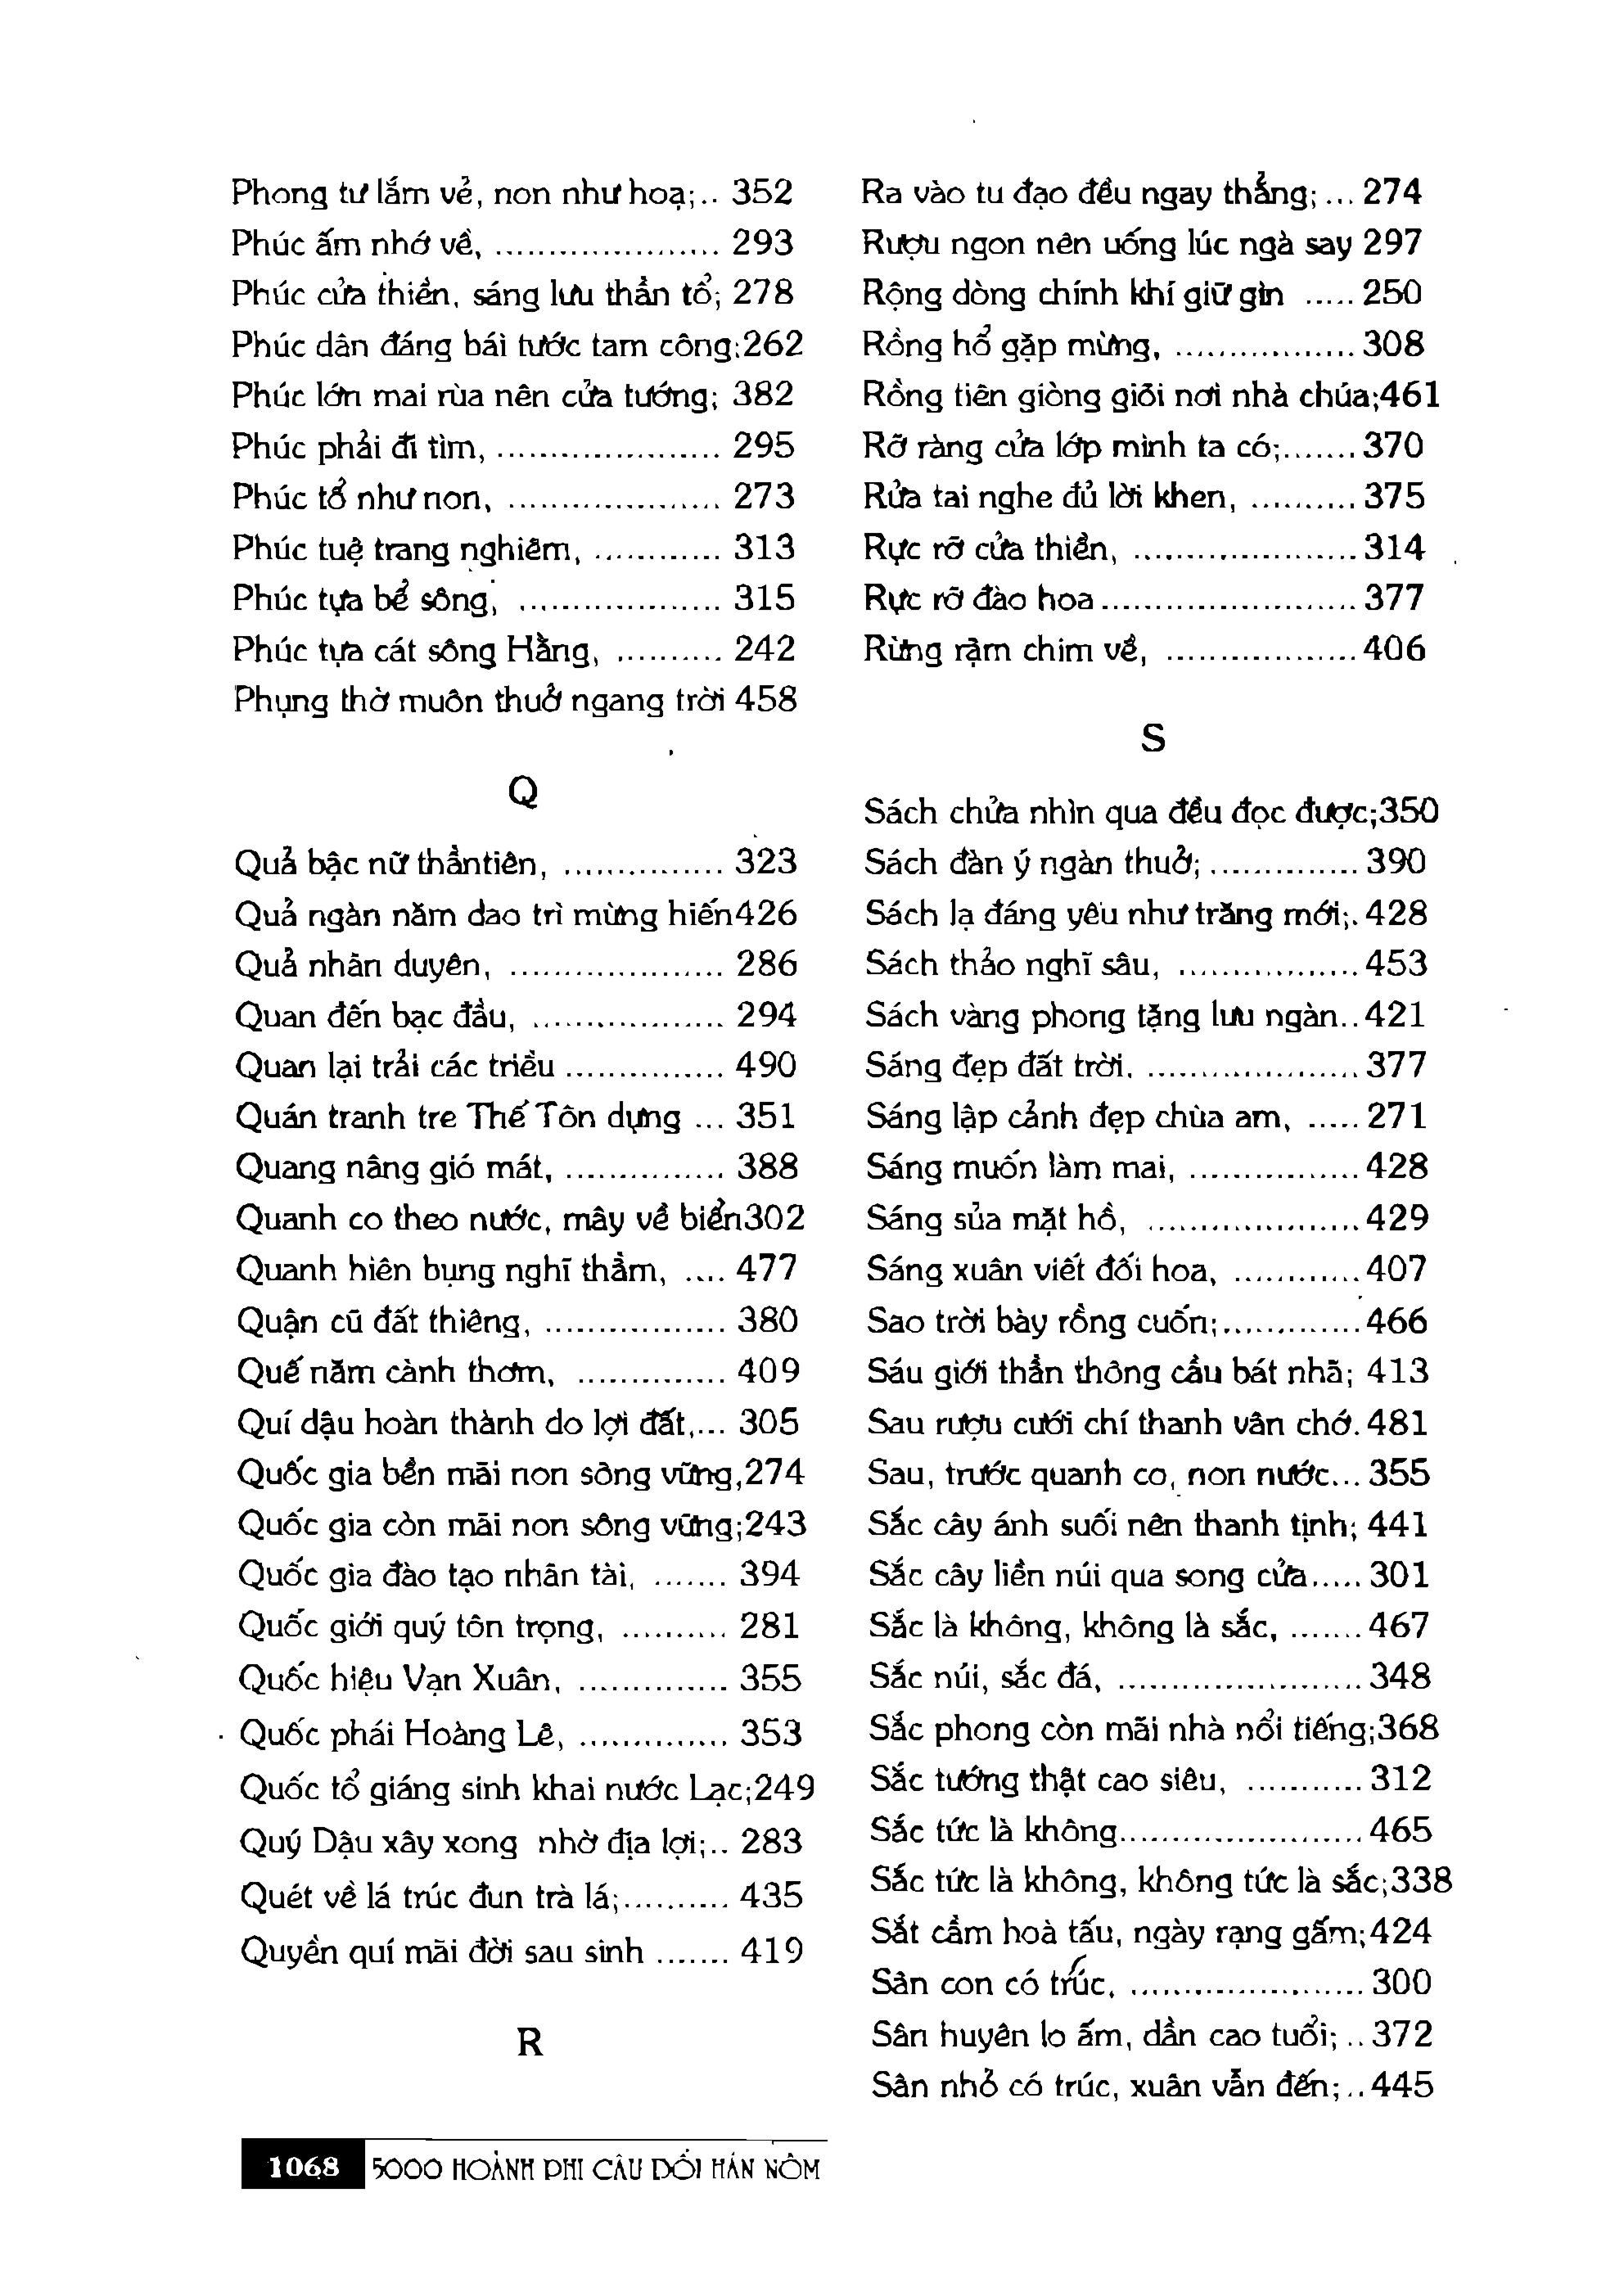 Phong tư lắm vẻ, non như hoạ;.. 352
Phúc ấm nhớ về, ..................... 293
Phúc cửa thiền, sáng lưu thần tổ; 278
Phúc dân đáng bái tước tam công;262
Phúc lớn mai rùa nên cửa tướng; 382
Phúc phải đi tìm, ..................... 295
Phúc tổ như non, .................... 273
Phúc tuệ trang nghiêm, ............ 313
Phúc tựa bể sông, ................... 315
Phúc tựa cát sông Hằng, .......... 242
Phụng thờ muôn thuở ngang trời 458
Q
Quả bậc nữ thầntiên, ............... 323
Quả ngàn năm dao trì mừng hiến426
Quả nhân duyên, .................... 286
Quan đến bạc đầu, .................. 294
Quan lại trải các triều ............... 490
Quán tranh tre Thế Tôn dựng ... 351
Quang nâng gió mát, ............... 388
Quanh co theo nước, mây về biển302
Quanh hiên bụng nghĩ thầm, .... 477
Quận cũ đất thiêng, ................. 380
Quế năm cành thơm, .............. 409
Quí dậu hoàn thành do lợi đất,... 305
Quốc gia bền mãi non sông vững,274
Quốc gia còn mãi non sông vững;243
Quốc gia đào tạo nhân tài, ....... 394
Quốc giới quý tôn trọng, .......... 281
Quốc hiệu Vạn Xuân, .............. 355
Quốc phái Hoàng Lê, .............. 353
Quốc tổ giáng sinh khai nước Lạc;249
Quý Dậu xây xong nhờ địa lợi;.. 283
Quét về lá trúc đun trà lá;.......... 435
Quyền quí mãi đời sau sinh ....... 419
R
Ra vào tu đạo đều ngay thẳng; ... 274
Rượu ngon nên uống lúc ngà say 297
Rộng dòng chính khí giữ gìn ..... 250
Rồng hổ gặp mừng, ................. 308
Rồng tiên giòng giõi nơi nhà chúa;461
Rỡ ràng cửa lớp mình ta có;....... 370
Rửa tai nghe đủ lời khen, .......... 375
Rực rỡ cửa thiền, ..................... 314
Rực rỡ đào hoa........................ 377
Rừng rậm chim về, .................. 406
S
Sách chửa nhìn qua đều đọc được;350
Sách đàn ý ngàn thuở; .............. 390
Sách lạ đáng yêu như trăng mới;. 428
Sách thảo nghĩ sâu, ................. 453
Sách vàng phong tặng lưu ngàn.. 421
Sáng đẹp đất trời, .................... 377
Sáng lập cảnh đẹp chùa am, ..... 271
Sáng muốn làm mai, ................ 428
Sáng sủa mặt hồ, .................... 429
Sáng xuân viết đối hoa, ............ 407
Sao trời bày rồng cuốn;............. 466
Sáu giới thần thông cầu bát nhã; 413
Sau rượu cưới chí thanh vân chớ. 481
Sau, trước quanh co, non nước... 355
Sắc cây ánh suối nên thanh tịnh; 441
Sắc cây liền núi qua song cửa..... 301
Sắc là không, không là sắc, ....... 467
Sắc núi, sắc đá, ....................... 348
Sắc phong còn mãi nhà nổi tiếng;368
Sắc tướng thật cao siêu, ........... 312
Sắc tức là không....................... 465
Sắc tức là không, không tức là sắc;338
Sắt cầm hoà tấu, ngày rạng gấm;424
Sân con có trúc, ...................... 300
Sân huyên lo ấm, dần cao tuổi; .. 372
Sân nhỏ có trúc, xuân vẫn đến; .. 445
1068 5000 HOÀNH PHI CÂU ĐỐI HÁN NÔM